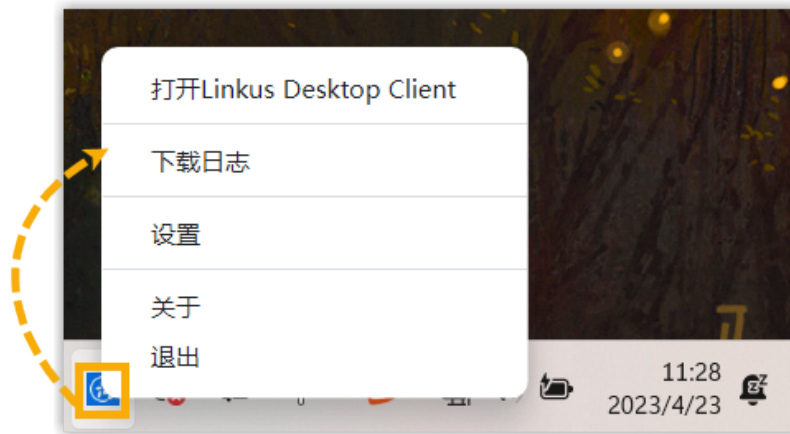 打开Linkus Desktop Client
下载日志
设置
关于
退出
11:28
2023/4/23